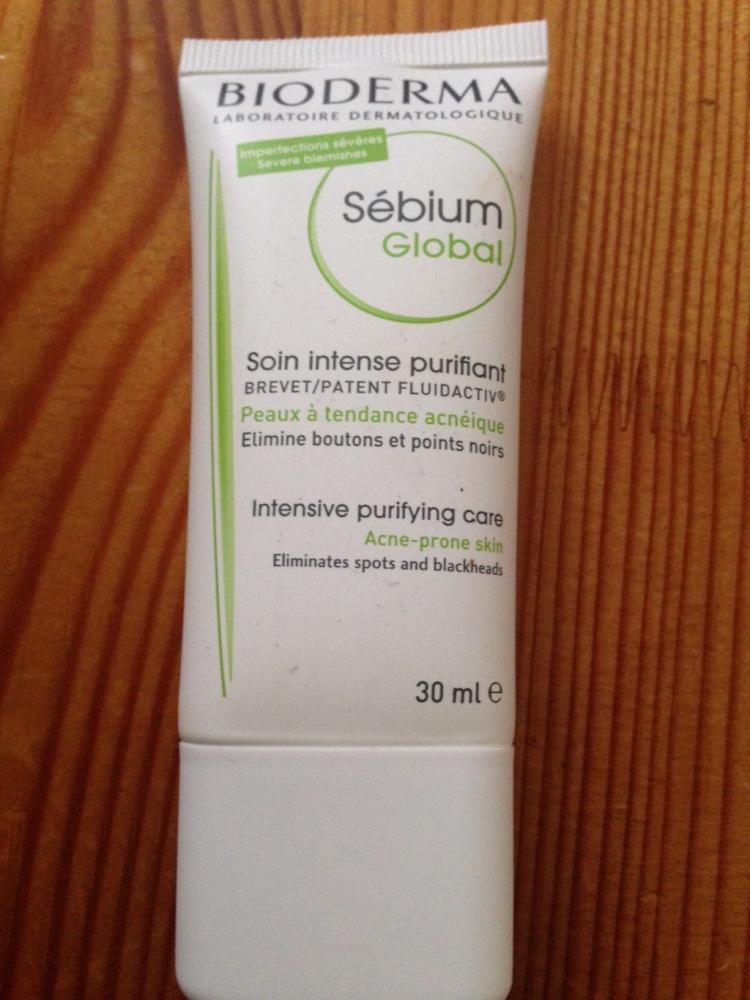 BIODERMA
LABORATOIRE DERMATOLOGIQUE
Imperfections sévères
Severe blemishes
Sébium
Global
Soin intense purifiant
BREVET/PATENT FLUIDACTIV®
Peaux à tendance acnéique
Elimine boutons et points noirs
Intensive purifying care
Acne-prone skin
Eliminates spots and blackheads
30 ml ℮